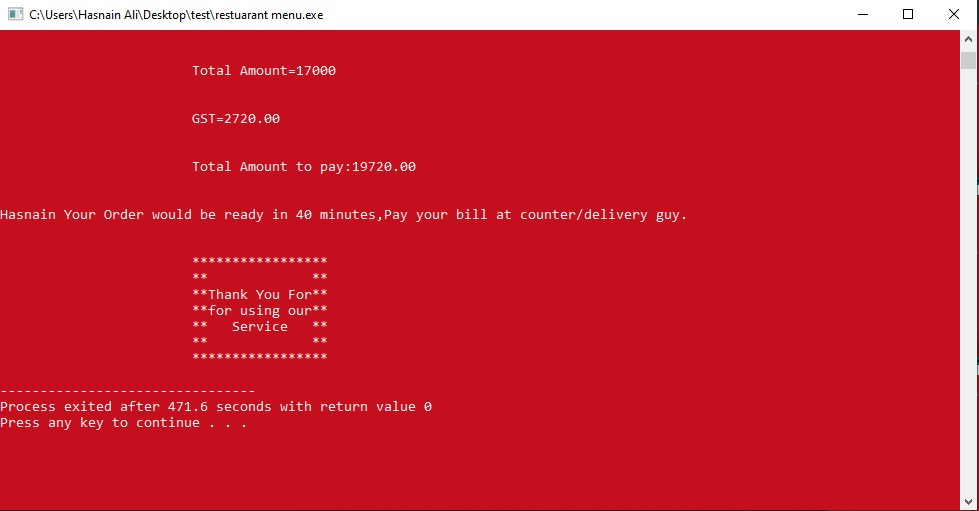 C:\Users\Hasnain Ali\Desktop\test\restuarant menu.exe
Total Amount=17000
GST=2720.00
Total Amount to pay:19720.00
Hasnain Your Order would be ready in 40 minutes,Pay your bill at counter/delivery guy.
*****************
**             **
**Thank You For**
**for using our**
**   Service   **
**             **
*****************
--------------------------------
Process exited after 471.6 seconds with return value 0
Press any key to continue . . .